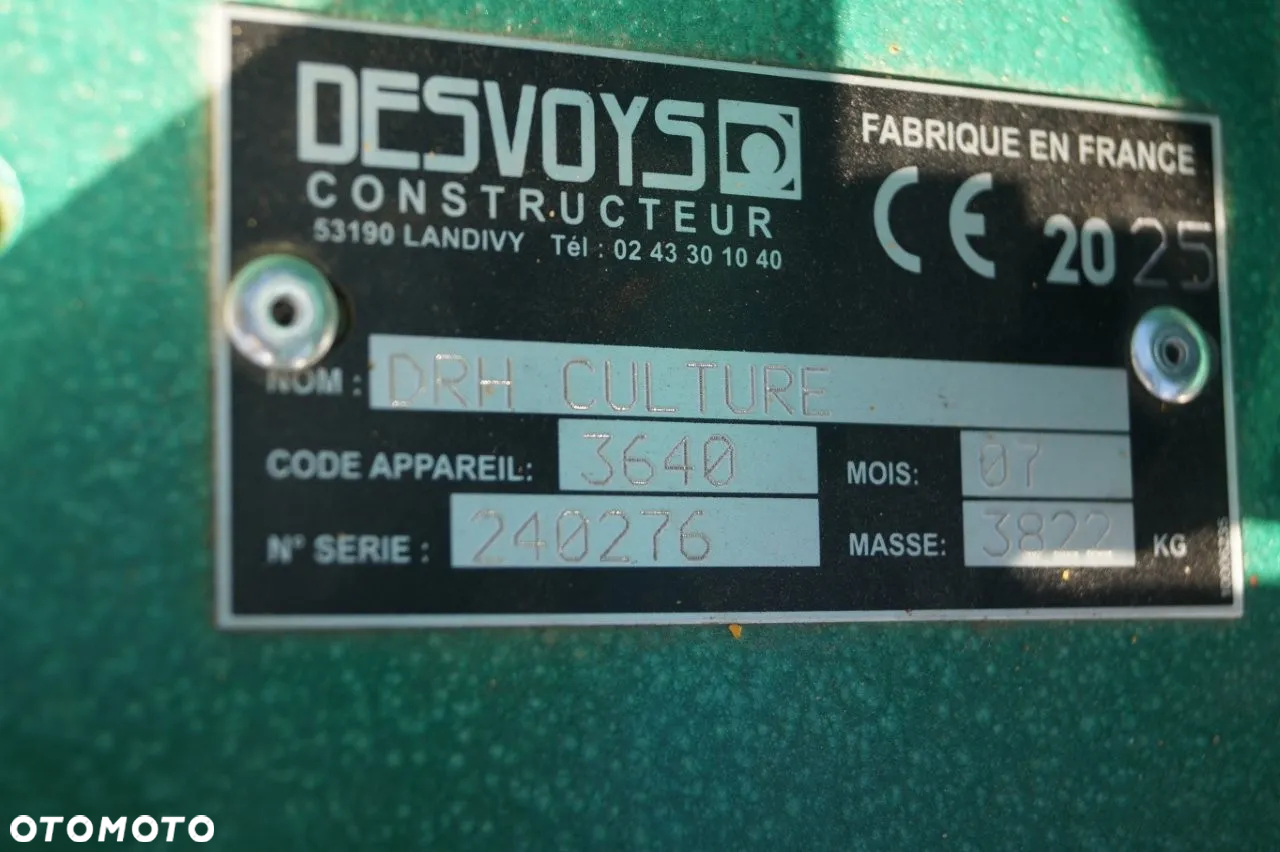 DESVOYS
CONSTRUCTEUR
53190 LANDIVY Tél : 02 43 30 10 40
FABRIQUE EN FRANCE
CE 2025
NOM : DRH CULTURE
CODE APPAREIL: 3640 MOIS: 07
N° SERIE : 240276 MASSE: 3822 KG
OTOMOTO